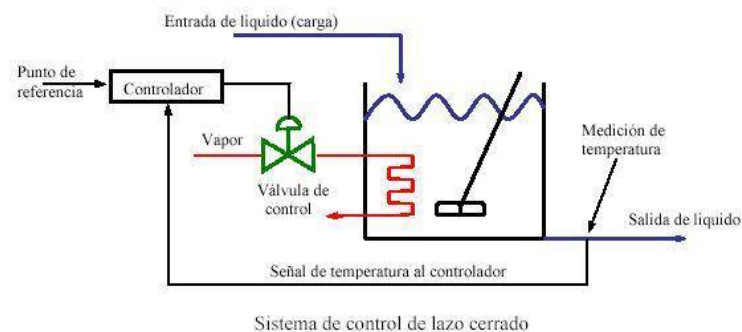 Entrada de liquido (carga)
Punto de
referencia
Controlador
Vapor
Válvula de
control
Medición de
temperatura
Salida de liquido
Señal de temperatura al controlador
Sistema de control de lazo cerrado